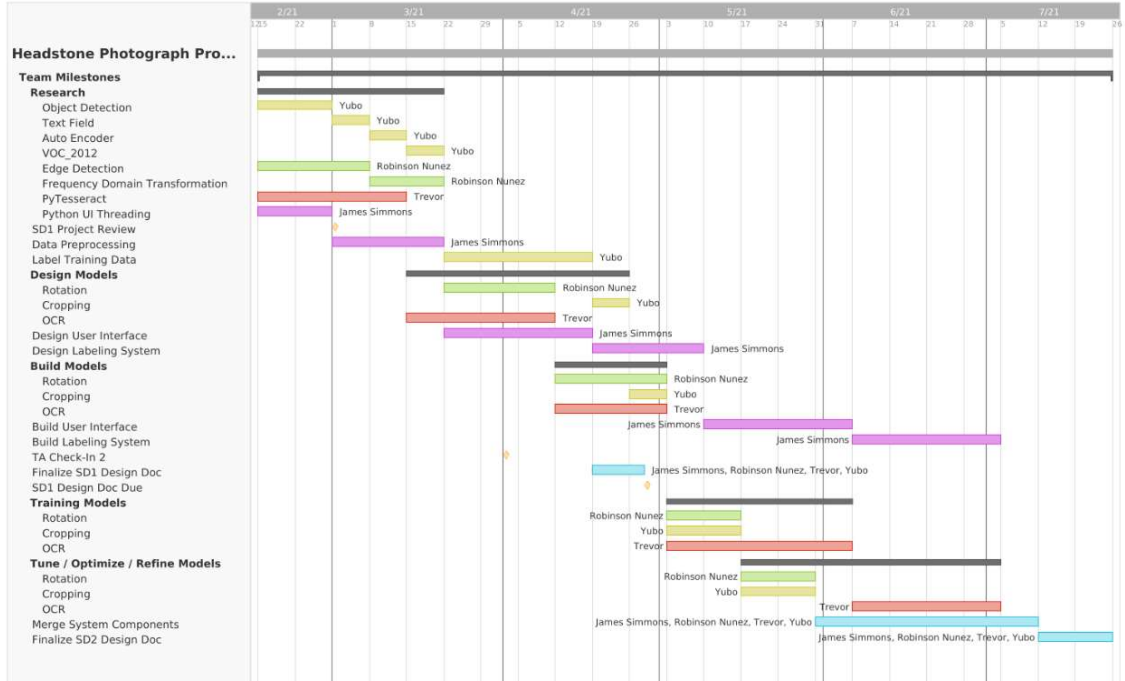 2/21 3/21 4/21 5/21 6/21 7/21
1215 22 1 8 15 22 29 5 12 19 26 3 10 17 24 31 7 14 21 28 5 12 19 26
Headstone Photograph Pro...
Team Milestones
Research
Object Detection Yubo
Text Field Yubo
Auto Encoder Yubo
VOC_2012 Yubo
Edge Detection Robinson Nunez
Frequency Domain Transformation Robinson Nunez
PyTesseract Trevor
Python UI Threading James Simmons
SD1 Project Review
Data Preprocessing James Simmons
Label Training Data Yubo
Design Models
Rotation Robinson Nunez
Cropping Yubo
OCR Trevor
Design User Interface James Simmons
Design Labeling System James Simmons
Build Models
Rotation Robinson Nunez
Cropping Yubo
OCR Trevor
Build User Interface James Simmons
Build Labeling System James Simmons
TA Check-In 2
Finalize SD1 Design Doc James Simmons, Robinson Nunez, Trevor, Yubo
SD1 Design Doc Due
Training Models
Rotation Robinson Nunez
Cropping Yubo
OCR Trevor
Tune / Optimize / Refine Models
Rotation Robinson Nunez
Cropping Yubo
OCR Trevor
Merge System Components James Simmons, Robinson Nunez, Trevor, Yubo
Finalize SD2 Design Doc James Simmons, Robinson Nunez, Trevor, Yubo